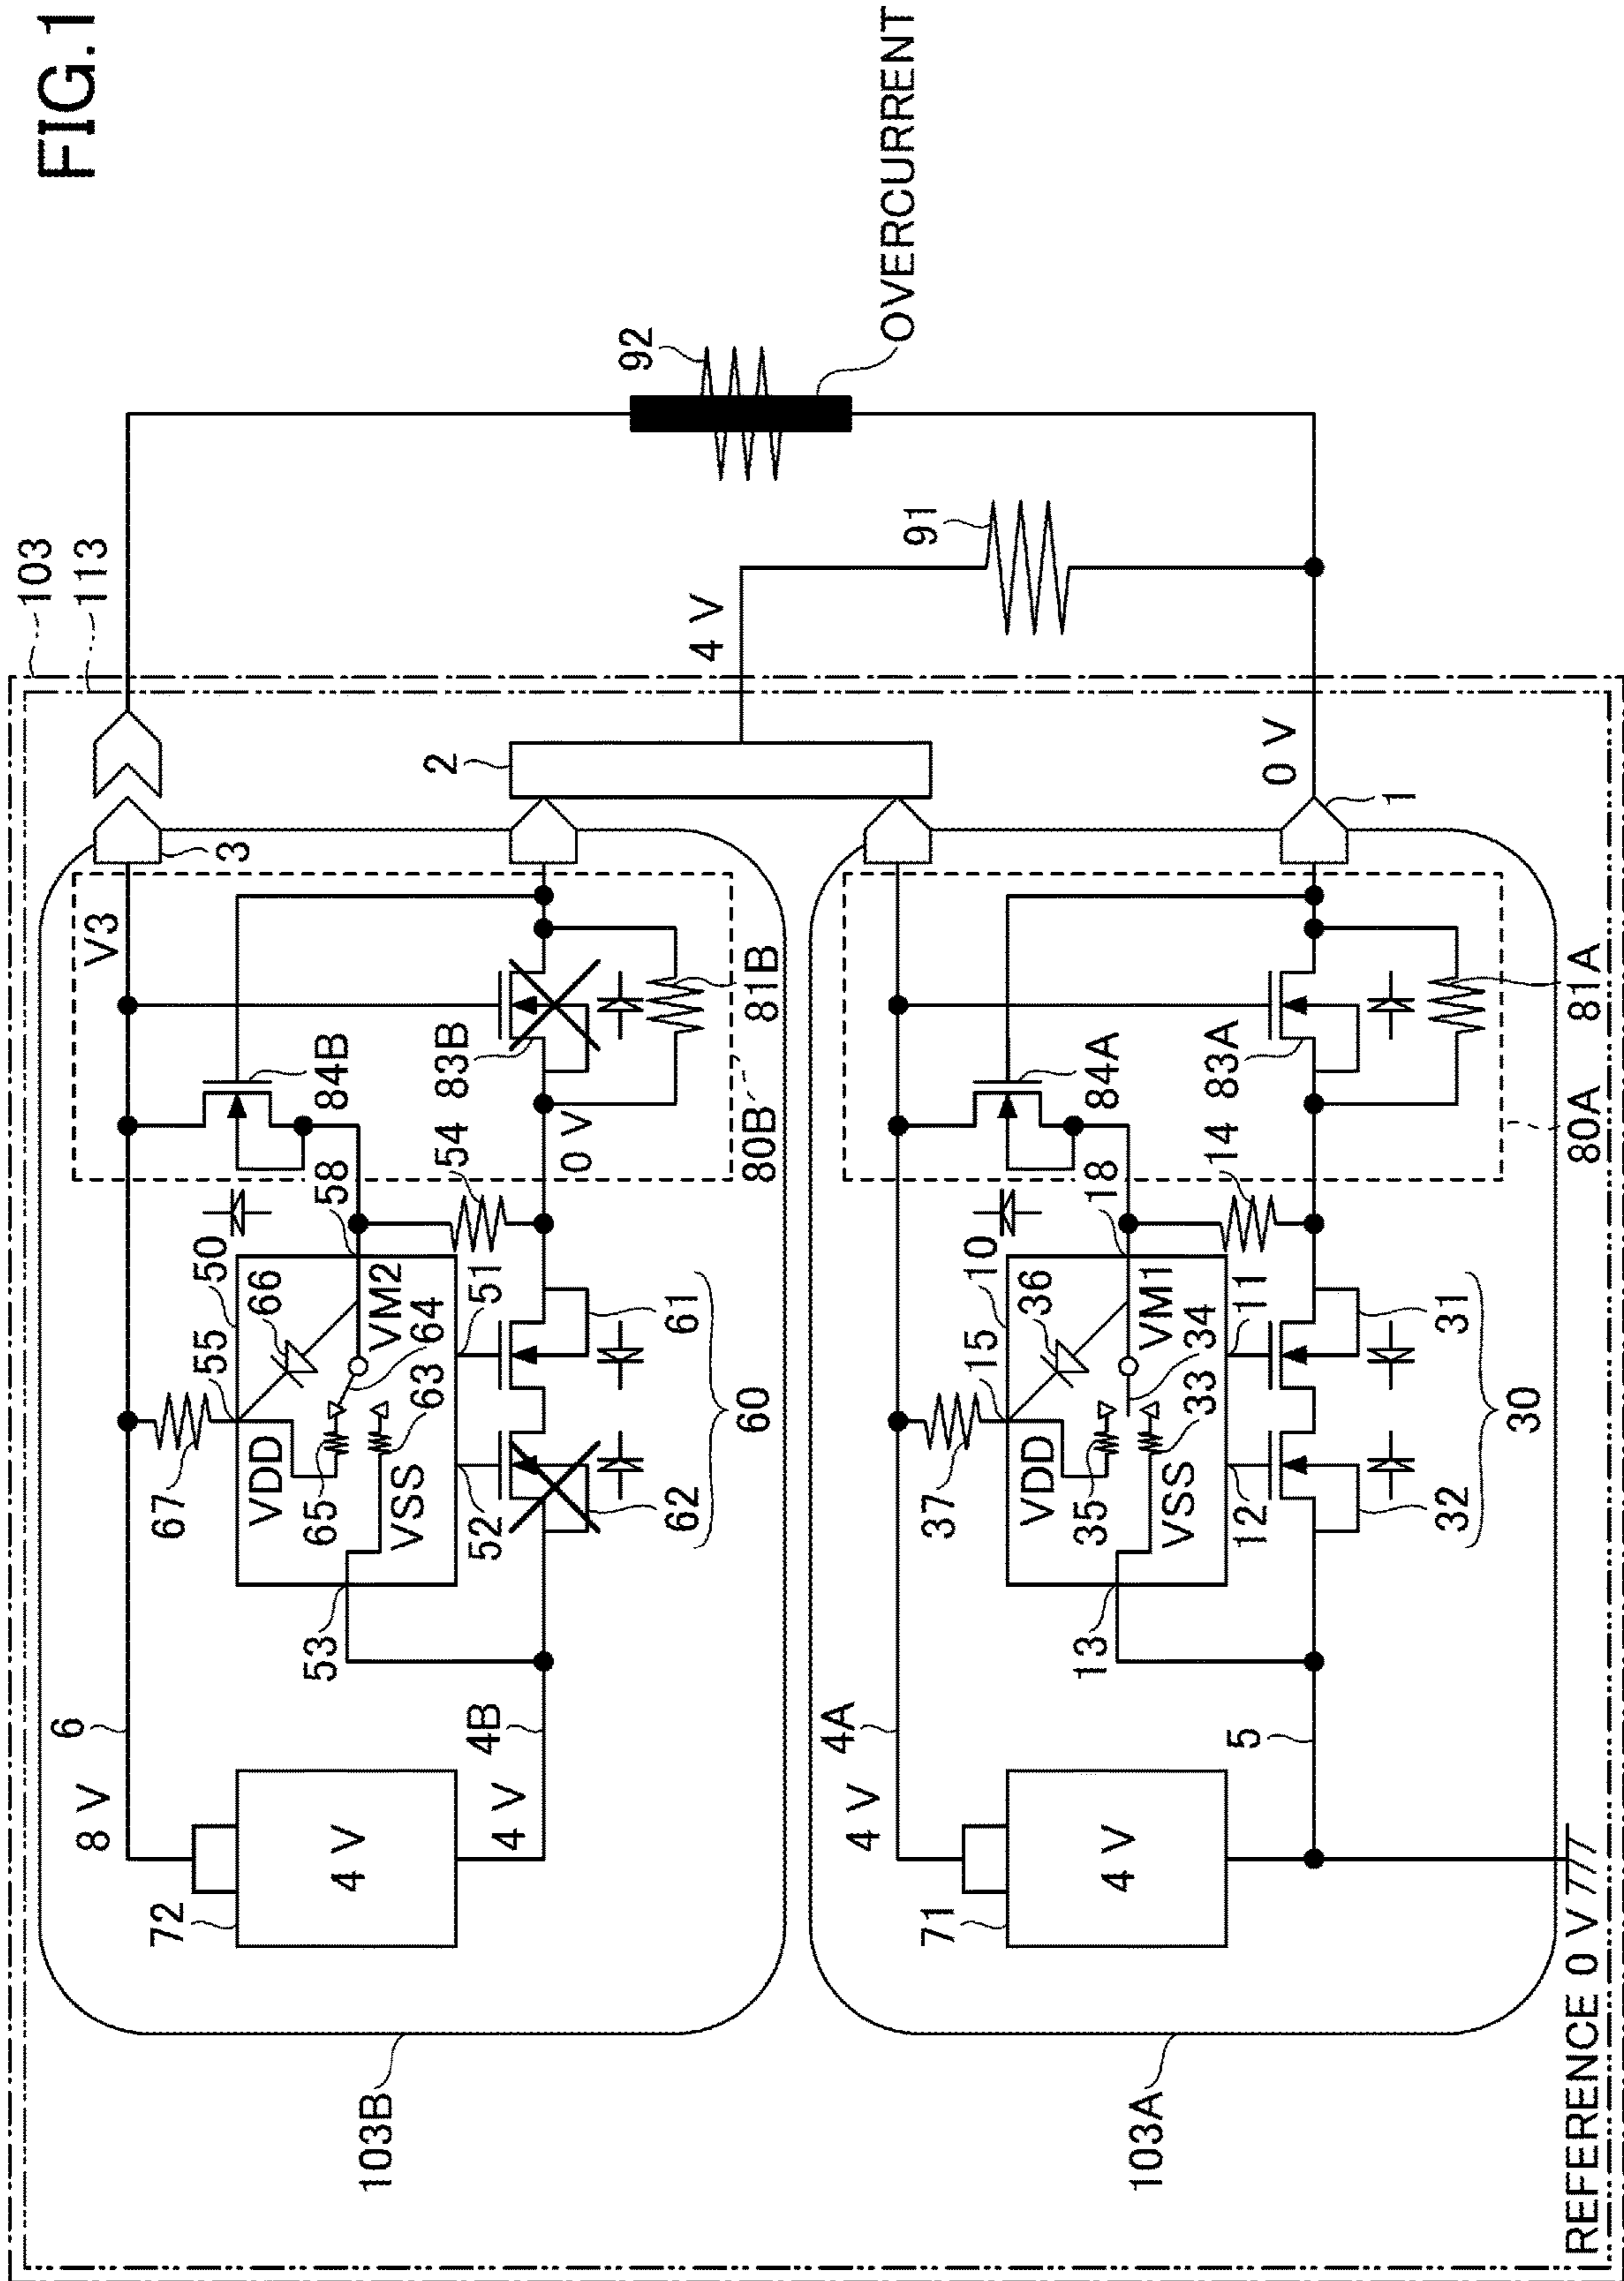 FIG.1
103
113
OVERCURRENT
92
91
4 V
2
0 V
1
3
V3
84B
83B
81B
80B
0 V
54
58
50
66
55
VM2
64
63
51
61
60
67
VDD
65
VSS
52
62
53
6
8 V
4B
4 V
72
4 V
103B
84A
83A
81A
80A
14
18
10
36
15
VM1
34
33
11
31
30
37
VDD
35
VSS
12
32
13
4A
4 V
5
71
4 V
103A
REFERENCE 0 V